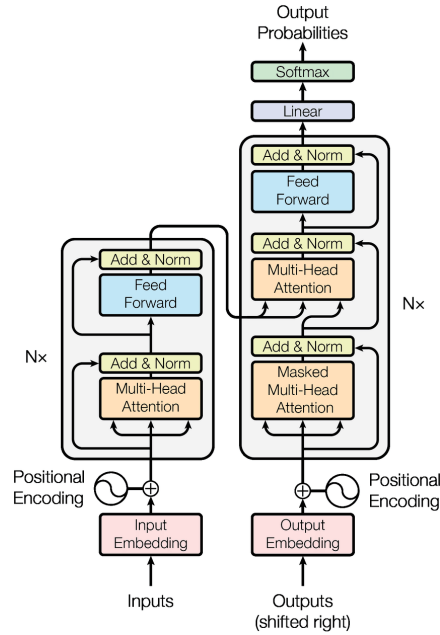 Output
Probabilities
Softmax
Linear
Add & Norm
Feed
Forward
Add & Norm
Multi-Head
Attention
Nx
Add & Norm
Masked
Multi-Head
Attention
Positional
Encoding
Output
Embedding
Outputs
(shifted right)
Add & Norm
Feed
Forward
Nx
Add & Norm
Multi-Head
Attention
Positional
Encoding
Input
Embedding
Inputs